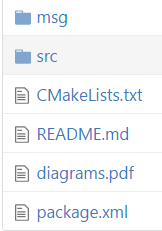 msg
src
CMakeLists.txt
README.md
diagrams.pdf
package.xml